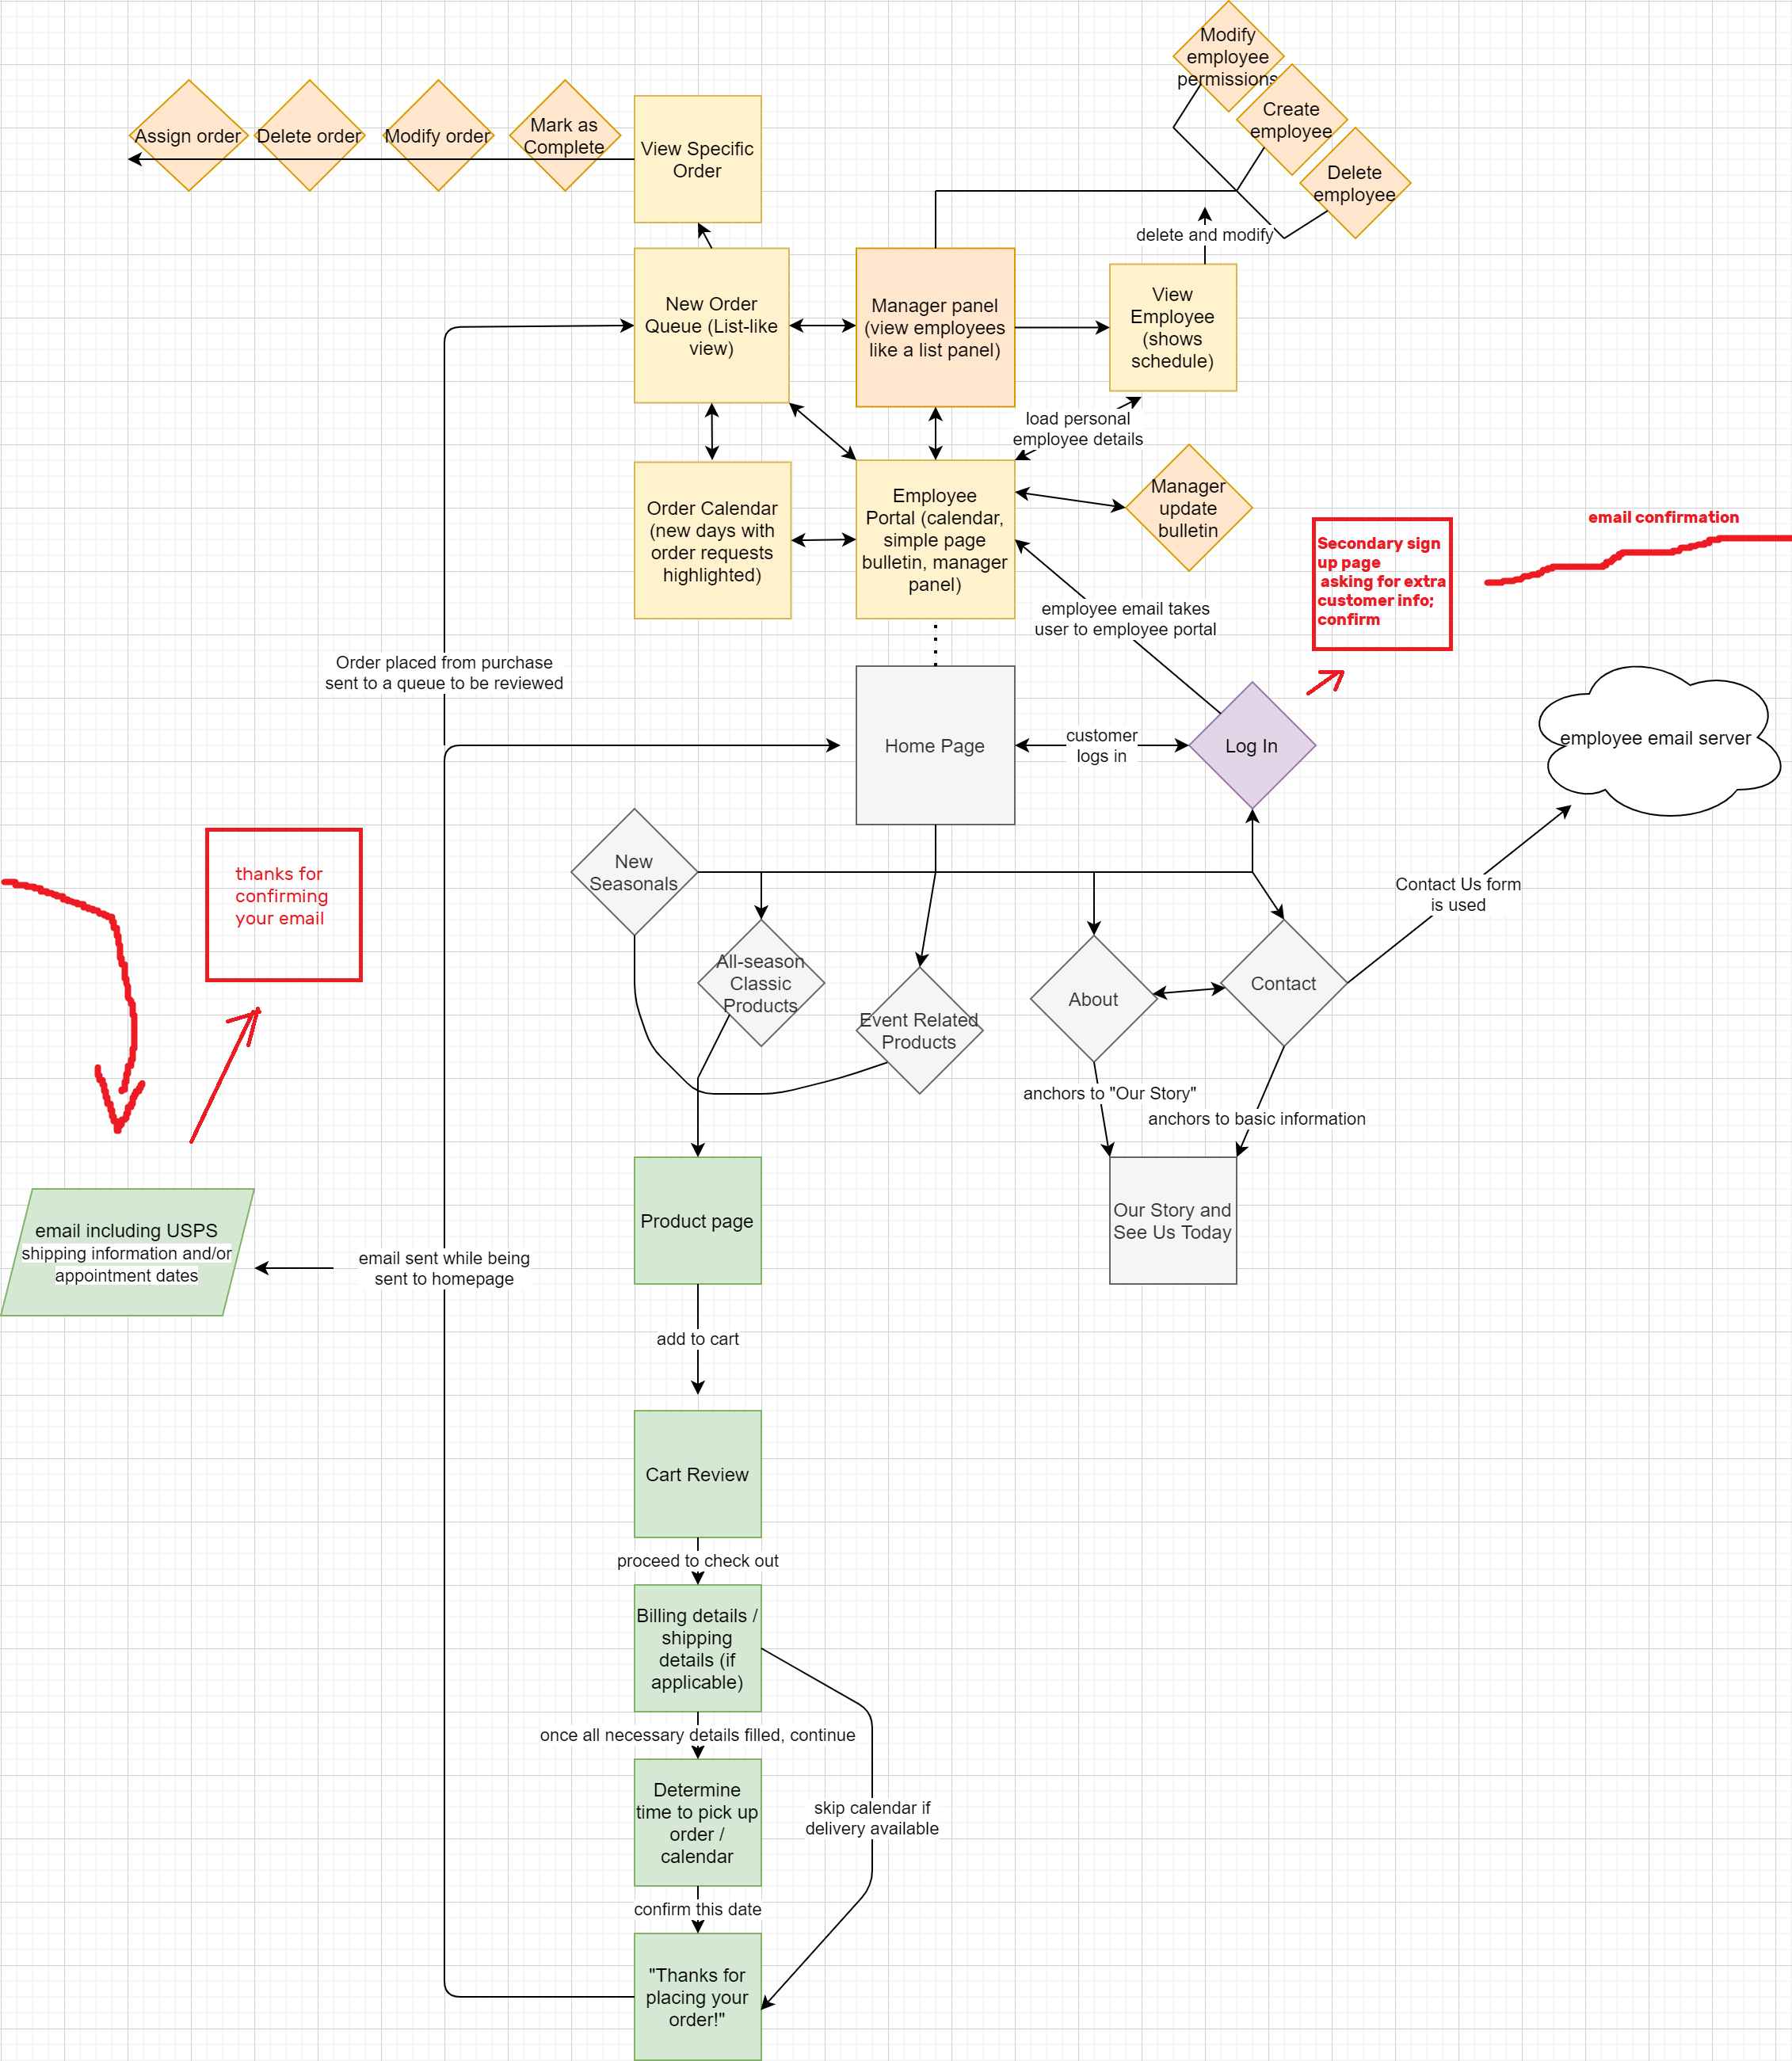 Modify
employee
permissions
Create
employee
Delete
employee
Assign order
Delete order
Modify order
Mark as
Complete
View Specific
Order
delete and modify
New Order
Queue (List-like
view)
Manager panel
(view employees
like a list panel)
View
Employee
(shows
schedule)
load personal
employee details
Order Calendar
(new days with
order requests
highlighted)
Employee
Portal (calendar,
simple page
bulletin, manager
panel)
Manager
update
bulletin
email confirmation
Secondary sign
up page
asking for extra
customer info;
confirm
employee email takes
user to employee portal
Order placed from purchase
sent to a queue to be reviewed
Home Page
customer
logs in
Log In
employee email server
thanks for
confirming
your email
New
Seasonals
Contact Us form
is used
All-season
Classic
Products
Event Related
Products
About
Contact
anchors to "Our Story"
anchors to basic information
Product page
Our Story and
See Us Today
email including USPS
shipping information and/or
appointment dates
email sent while being
sent to homepage
add to cart
Cart Review
proceed to check out
Billing details /
shipping
details (if
applicable)
once all necessary details filled, continue
Determine
time to pick up
order /
calendar
skip calendar if
delivery available
confirm this date
"Thanks for
placing your
order!"